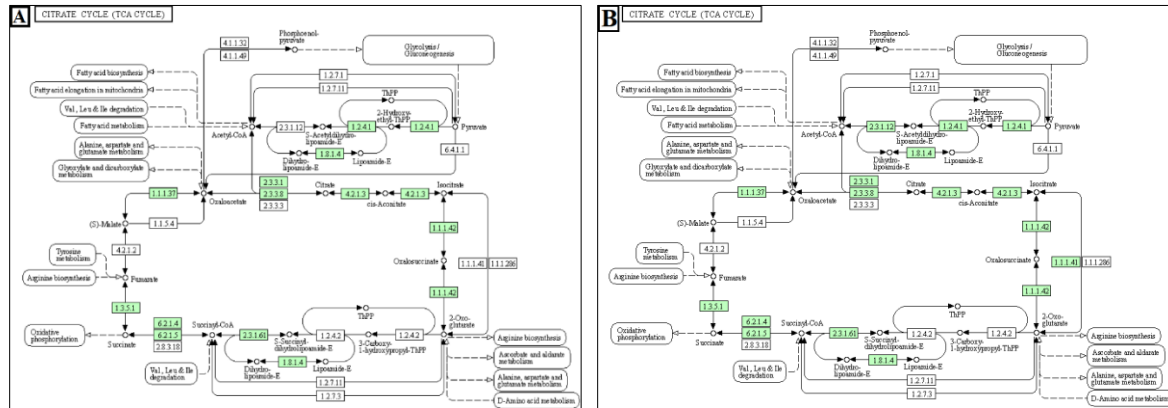 A
CITRATE CYCLE (TCA CYCLE)
4.1.1.32
4.1.1.49
Phosphoenol-
pyruvate
Glycolysis /
Gluconeogenesis
Fatty acid biosynthesis
Fatty acid elongation in mitochondria
Val, Leu & Ile degradation
Fatty acid metabolism
Alanine, aspartate and
glutamate metabolism
Glyoxylate and dicarboxylate
metabolism
1.2.7.1
1.2.7.11
ThPP
2-Hydroxy-
ethyl-ThPP
Acetyl-CoA
2.3.1.12
S-Acetyldihydro-
lipoamide-E
1.2.4.1
1.2.4.1
Pyruvate
1.8.1.4
Dihydro-
lipoamide-E
Lipoamide-E
6.4.1.1
1.1.1.37
Oxaloacetate
2.3.3.1
2.3.3.8
2.3.3.3
Citrate
4.2.1.3
cis-Aconitate
4.2.1.3
Isocitrate
(S)-Malate
1.1.5.4
1.1.1.42
4.2.1.2
Tyrosine
metabolism
Oxalosuccinate
1.1.1.41
1.1.1.286
Arginine biosynthesis
Fumarate
1.1.1.42
1.3.5.1
ThPP
2-Oxo-
glutarate
Oxidative
phosphorylation
Succinate
6.2.1.4
6.2.1.5
2.8.3.18
Succinyl-CoA
2.3.1.61
S-Succinyl-
dihydrolipoamide-E
1.2.4.2
3-Carboxy-
1-hydroxypropyl-ThPP
1.2.4.2
Val, Leu & Ile
degradation
1.8.1.4
Dihydro-
lipoamide-E
Lipoamide-E
1.2.7.11
1.2.7.3
Arginine biosynthesis
Ascorbate and aldarate
metabolism
Alanine, aspartate and
glutamate metabolism
D-Amino acid metabolism
B
CITRATE CYCLE (TCA CYCLE)
4.1.1.32
4.1.1.49
Phosphoenol-
pyruvate
Glycolysis /
Gluconeogenesis
Fatty acid biosynthesis
Fatty acid elongation in mitochondria
Val, Leu & Ile degradation
Fatty acid metabolism
Alanine, aspartate and
glutamate metabolism
Glyoxylate and dicarboxylate
metabolism
1.2.7.1
1.2.7.11
ThPP
2-Hydroxy-
ethyl-ThPP
Acetyl-CoA
2.3.1.12
S-Acetyldihydro-
lipoamide-E
1.2.4.1
1.2.4.1
Pyruvate
1.8.1.4
Dihydro-
lipoamide-E
Lipoamide-E
6.4.1.1
1.1.1.37
Oxaloacetate
2.3.3.1
2.3.3.8
2.3.3.3
Citrate
4.2.1.3
cis-Aconitate
4.2.1.3
Isocitrate
(S)-Malate
1.1.5.4
1.1.1.42
4.2.1.2
Tyrosine
metabolism
Oxalosuccinate
1.1.1.41
1.1.1.286
Arginine biosynthesis
Fumarate
1.1.1.42
1.3.5.1
ThPP
2-Oxo-
glutarate
Oxidative
phosphorylation
Succinate
6.2.1.4
6.2.1.5
2.8.3.18
Succinyl-CoA
2.3.1.61
S-Succinyl-
dihydrolipoamide-E
1.2.4.2
3-Carboxy-
1-hydroxypropyl-ThPP
1.2.4.2
Val, Leu & Ile
degradation
1.8.1.4
Dihydro-
lipoamide-E
Lipoamide-E
1.2.7.11
1.2.7.3
Arginine biosynthesis
Ascorbate and aldarate
metabolism
Alanine, aspartate and
glutamate metabolism
D-Amino acid metabolism